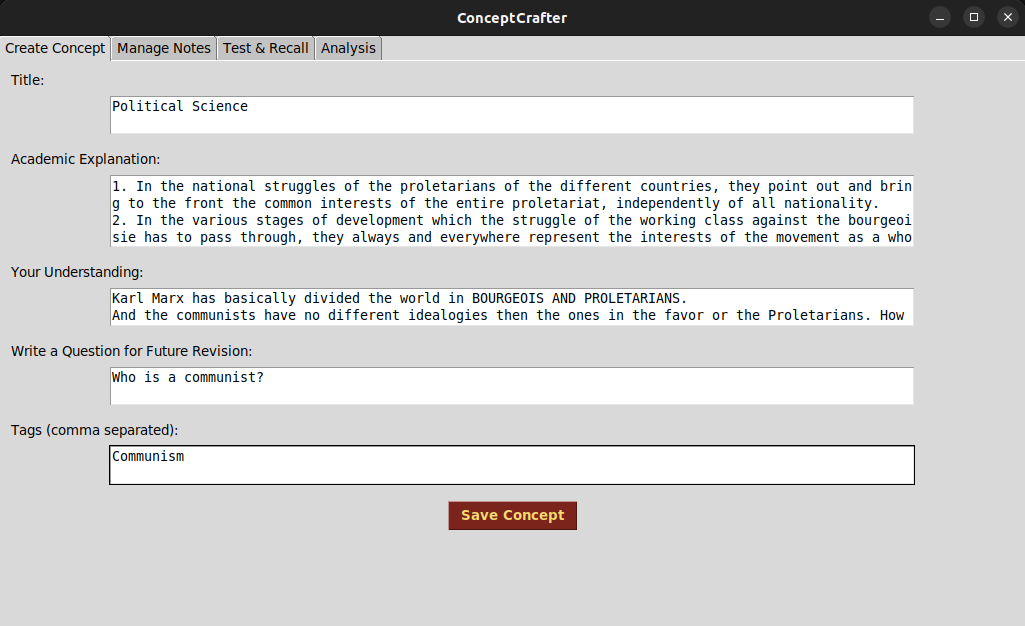 ConceptCrafter
Create Concept Manage Notes Test & Recall Analysis
Title:
Political Science
Academic Explanation:
1. In the national struggles of the proletarians of the different countries, they point out and brin
g to the front the common interests of the entire proletariat, independently of all nationality.
2. In the various stages of development which the struggle of the working class against the bourgeoi
sie has to pass through, they always and everywhere represent the interests of the movement as a who
Your Understanding:
Karl Marx has basically divided the world in BOURGEOIS AND PROLETARIANS.
And the communists have no different idealogies then the ones in the favor or the Proletarians. How
Write a Question for Future Revision:
Who is a communist?
Tags (comma separated):
Communism
Save Concept